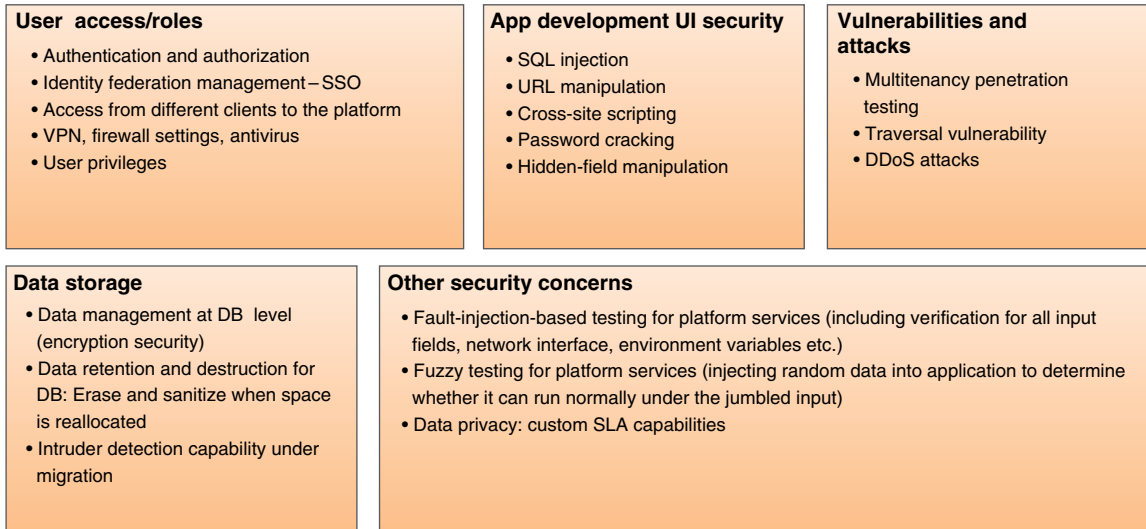 User access/roles
• Authentication and authorization
• Identity federation management – SSO
• Access from different clients to the platform
• VPN, firewall settings, antivirus
• User privileges
App development UI security
• SQL injection
• URL manipulation
• Cross-site scripting
• Password cracking
• Hidden-field manipulation
Vulnerabilities and
attacks
• Multitenancy penetration
testing
• Traversal vulnerability
• DDoS attacks
Data storage
• Data management at DB level
(encryption security)
• Data retention and destruction for
DB: Erase and sanitize when space
is reallocated
• Intruder detection capability under
migration
Other security concerns
• Fault-injection-based testing for platform services (including verification for all input
fields, network interface, environment variables etc.)
• Fuzzy testing for platform services (injecting random data into application to determine
whether it can run normally under the jumbled input)
• Data privacy: custom SLA capabilities